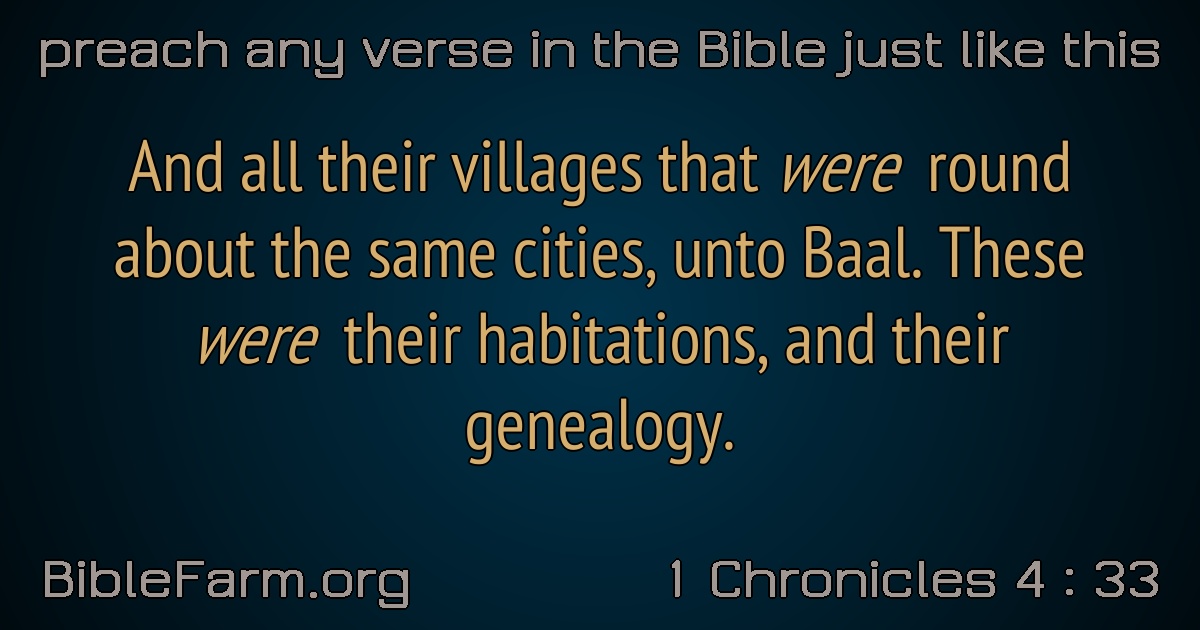 preach any verse in the Bible just like this
And all their villages that were round
about the same cities, unto Baal. These
were their habitations, and their
genealogy.
BibleFarm.org
1 Chronicles 4 : 33